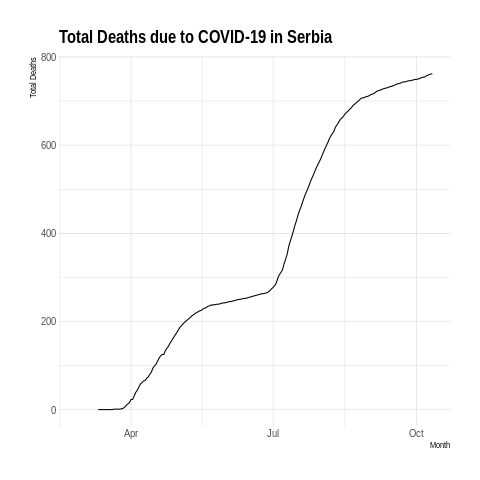 Total Deaths due to COVID-19 in Serbia
Total Deaths
800
600
400
200
0
Apr
Jul
Oct
Month